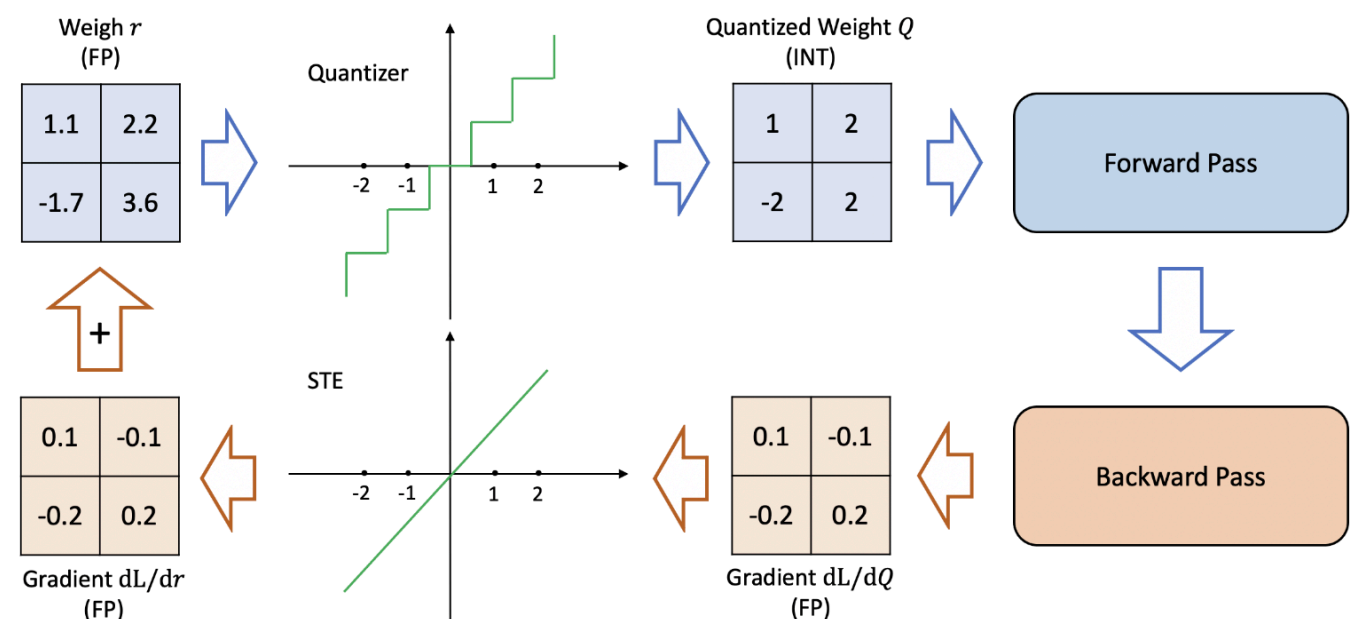 Weigh r
(FP)
1.1 2.2
-1.7 3.6
Quantizer
-2 -1 1 2
Quantized Weight Q
(INT)
1 2
-2 2
Forward Pass
+
0.1 -0.1
-0.2 0.2
Gradient dL/dr
(FP)
STE
-2 -1 1 2
0.1 -0.1
-0.2 0.2
Gradient dL/dQ
(FP)
Backward Pass